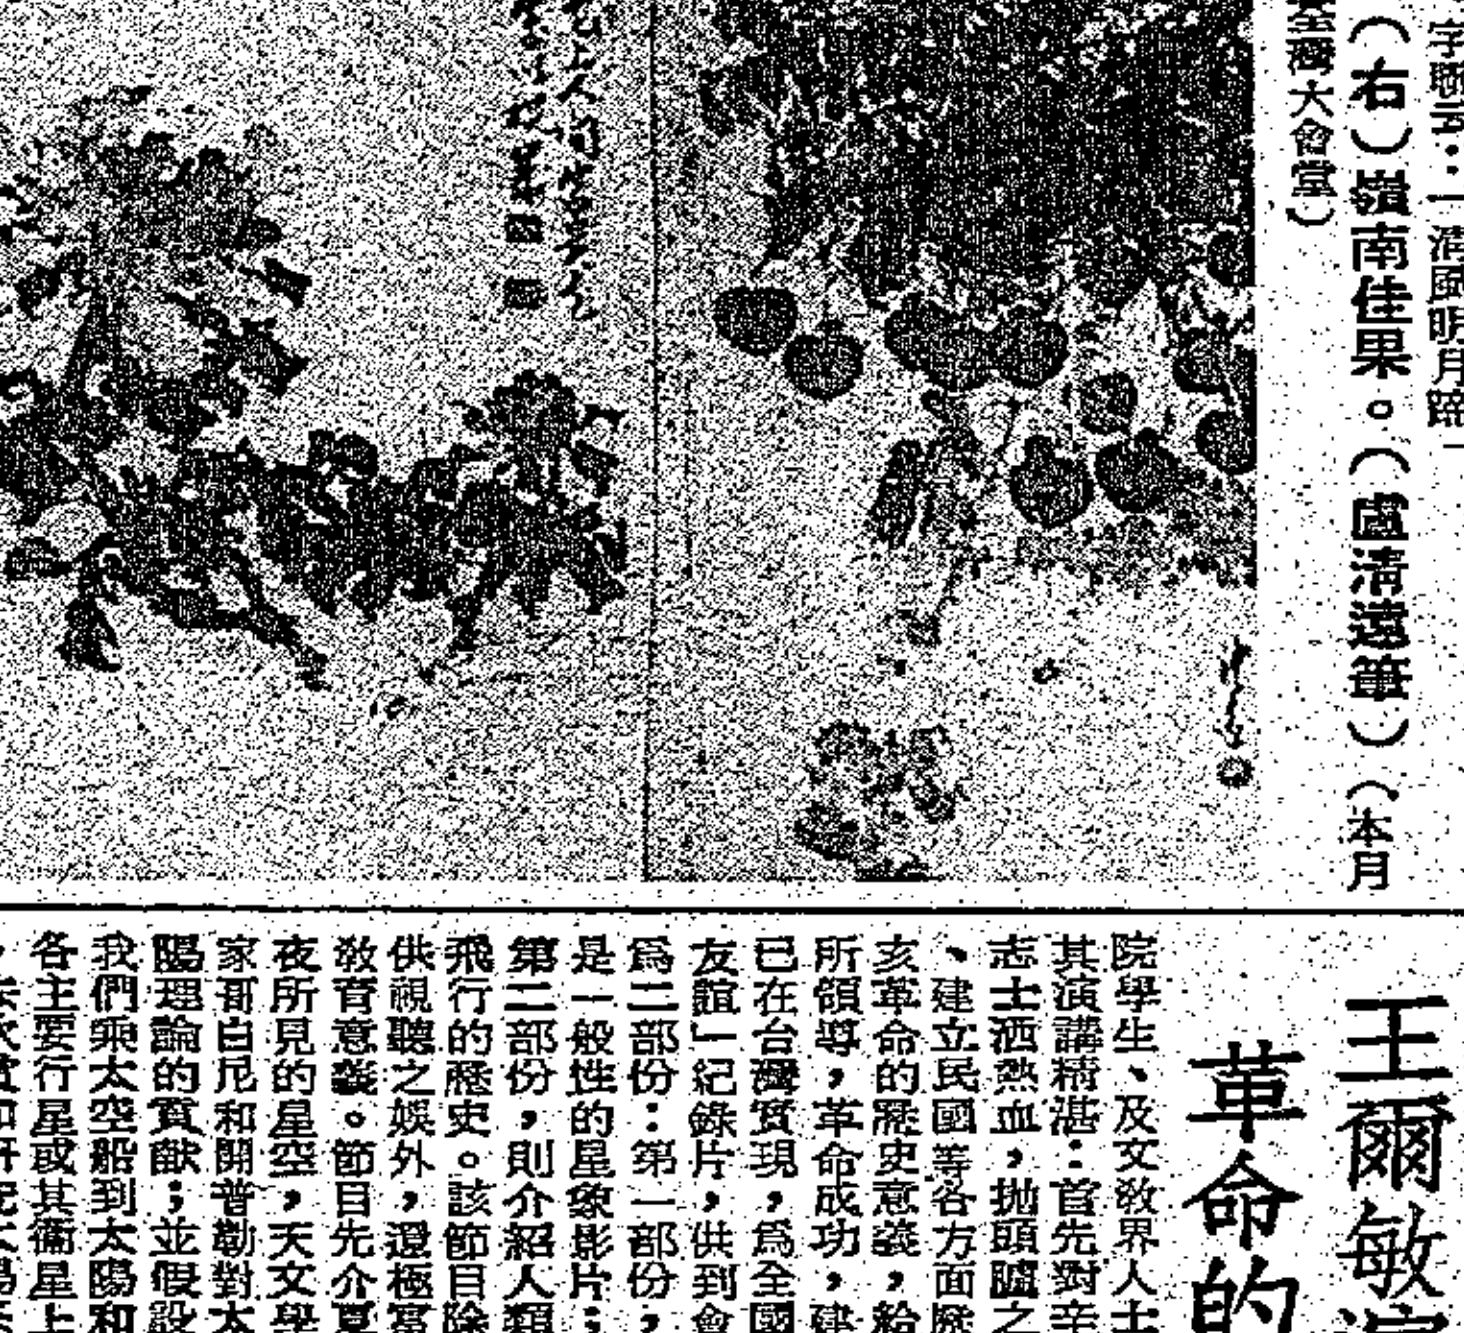 字聯云：「清風明月
（右）嶺南佳果。（盧清遠筆）（本月
至灣大會堂）
王爾敏演
革命的
院學生、及文教界人士
其演講精湛：首先對辛
志士洒熱血，拋頭顱之
、建立民國等各方面歷
亥革命的歷史意義，給
所領導，革命成功，建
已在台灣實現，爲全國
友誼」紀錄片，供到會
爲二部份：第一部份，
是一般性的星象影片；
第二部份，則介紹人類
飛行的歷史。該節目除
供視聽之娛外，還極富
教育意義。節目先介夏
夜所見的星空，天文學
家哥白尼和開普勒對太
陽理論的貢獻；並假設
我們乘太空船到太陽和
各主要行星或其衞星上